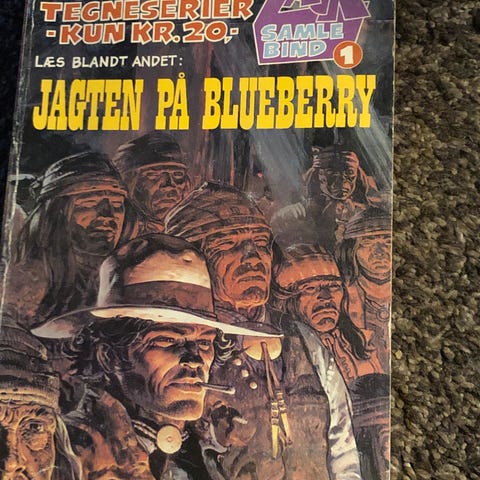 TEGNESERIER
- KUN KR. 20,-
SAMLE
BIND
1
LÆS BLANDT ANDET:
JAGTEN PÅ BLUEBERRY